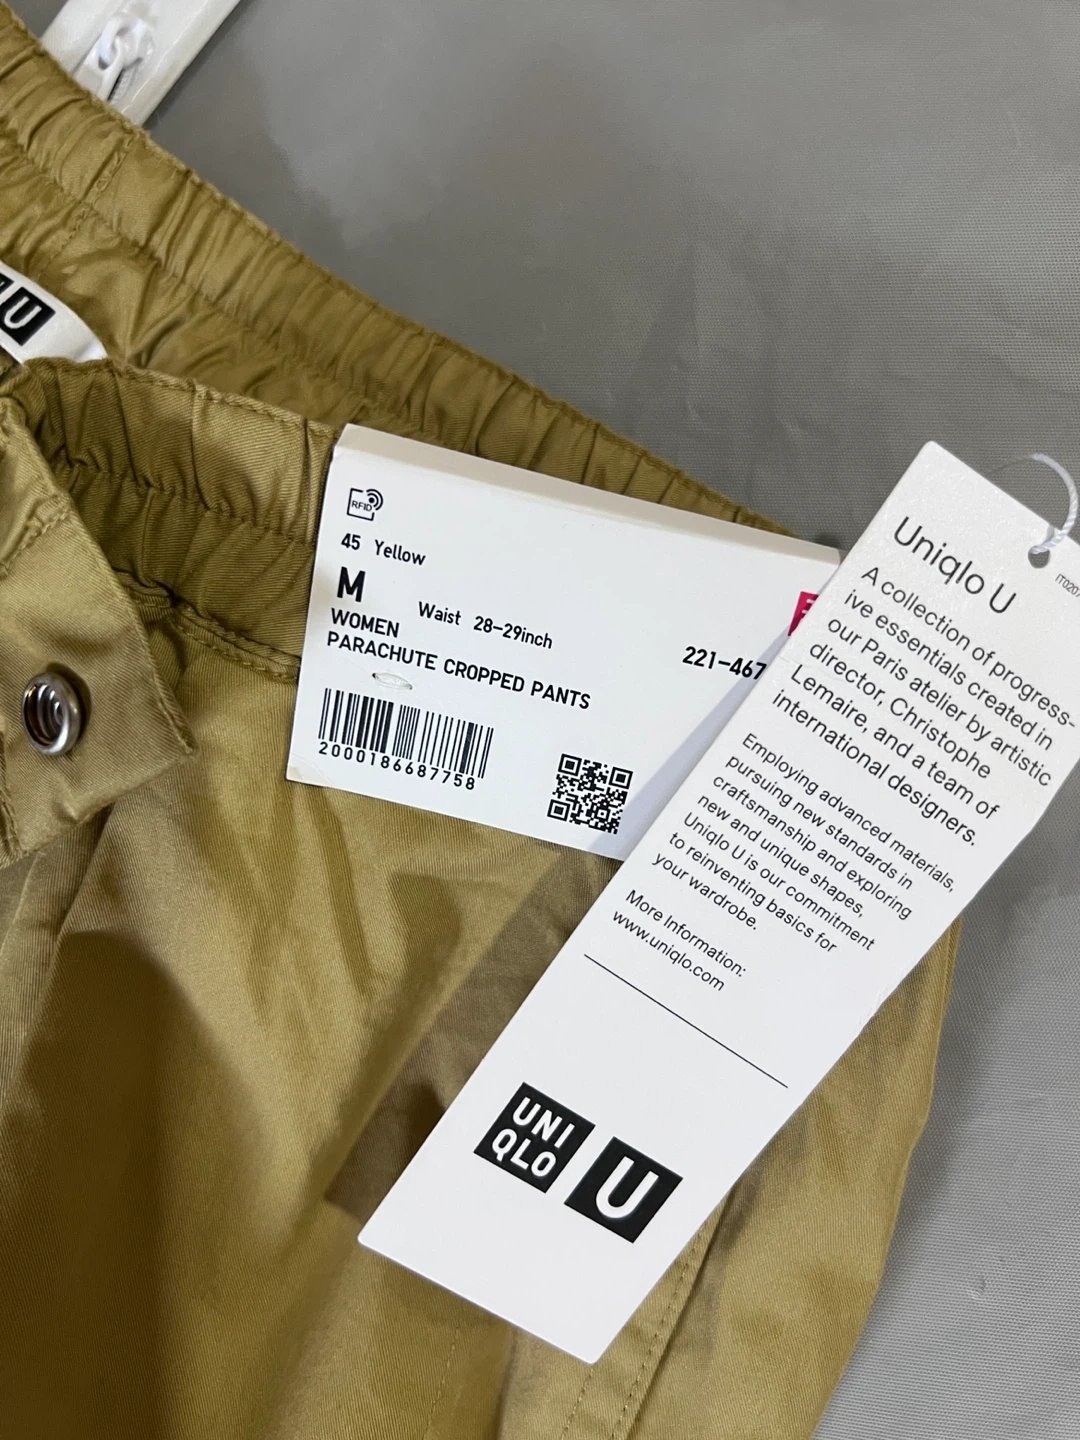 U
RFID
45 Yellow
M
Waist 28-29inch
WOMEN
PARACHUTE CROPPED PANTS
221-467
2000186687758
Uniqlo U
A collection of progress-
ive essentials created in
our Paris atelier by artistic
director, Christophe
Lemaire, and a team of
international designers.
Employing advanced materials,
pursuing new standards in
craftsmanship and exploring
new and unique shapes,
Uniqlo U is our commitment
to reinventing basics for
your wardrobe.
More Information:
www.uniqlo.com
UNI
QLO
U